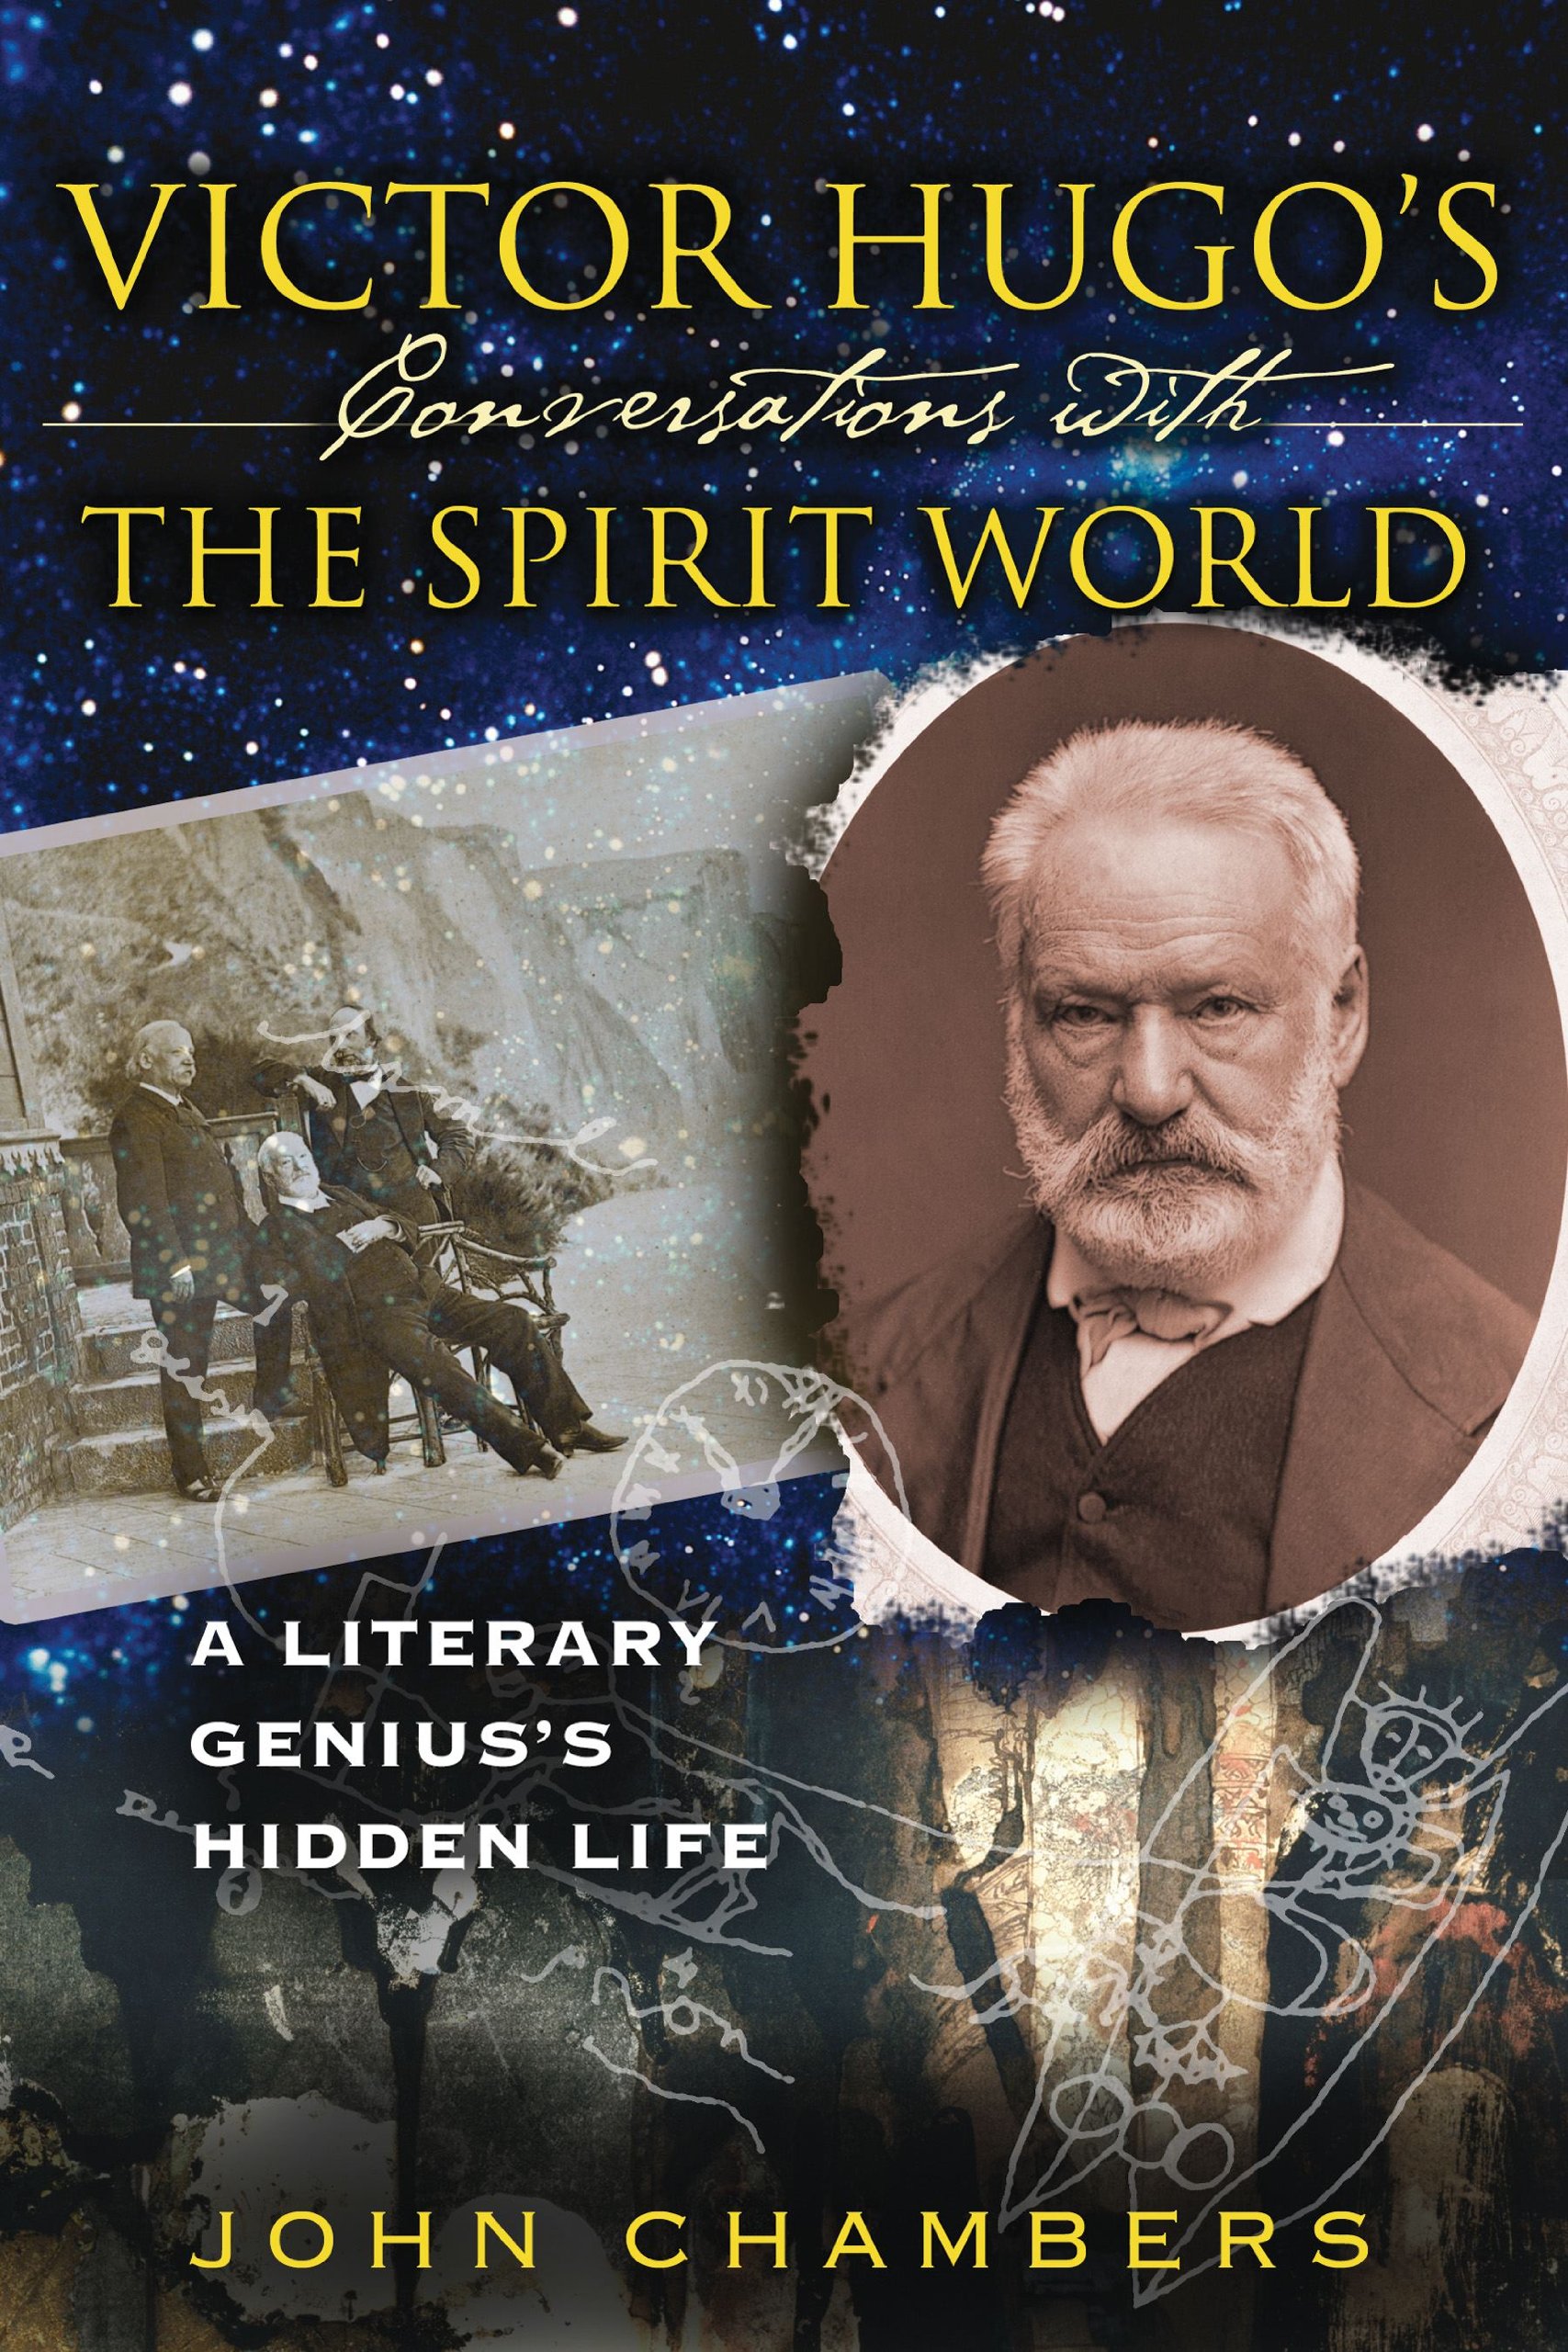 VICTOR HUGO’S
Conversations with
THE SPIRIT WORLD
A LITERARY
GENIUS’S
HIDDEN LIFE
JOHN CHAMBERS